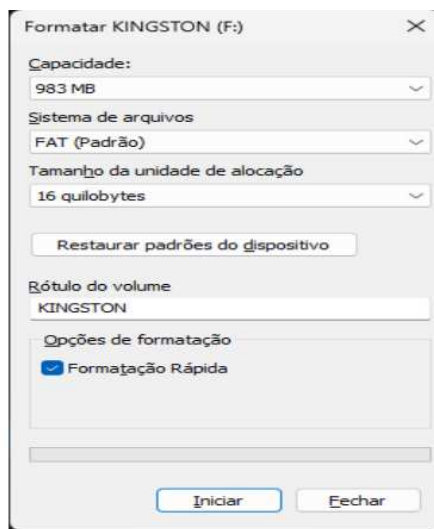 Formatar KINGSTON (F:)
Capacidade:
983 MB
Sistema de arquivos
FAT (Padrão)
Tamanho da unidade de alocação
16 quilobytes
Restaurar padrões do dispositivo
Rótulo do volume
KINGSTON
Opções de formatação
Formatação Rápida
Iniciar
Fechar